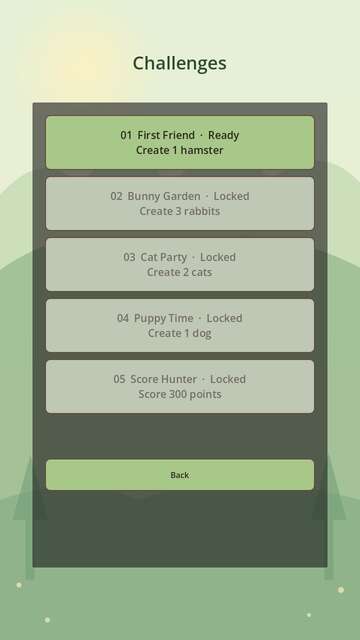 Challenges
01 First Friend · Ready
Create 1 hamster
02 Bunny Garden · Locked
Create 3 rabbits
03 Cat Party · Locked
Create 2 cats
04 Puppy Time · Locked
Create 1 dog
05 Score Hunter · Locked
Score 300 points
Back